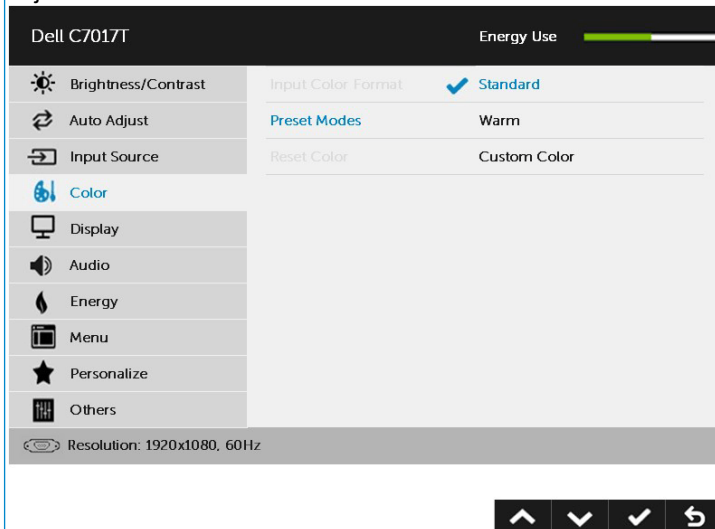 Dell C7017T Energy Use
Brightness/Contrast Input Color Format Standard
Auto Adjust Preset Modes Warm
Input Source Reset Color Custom Color
Color
Display
Audio
Energy
Menu
Personalize
Others
Resolution: 1920x1080, 60Hz